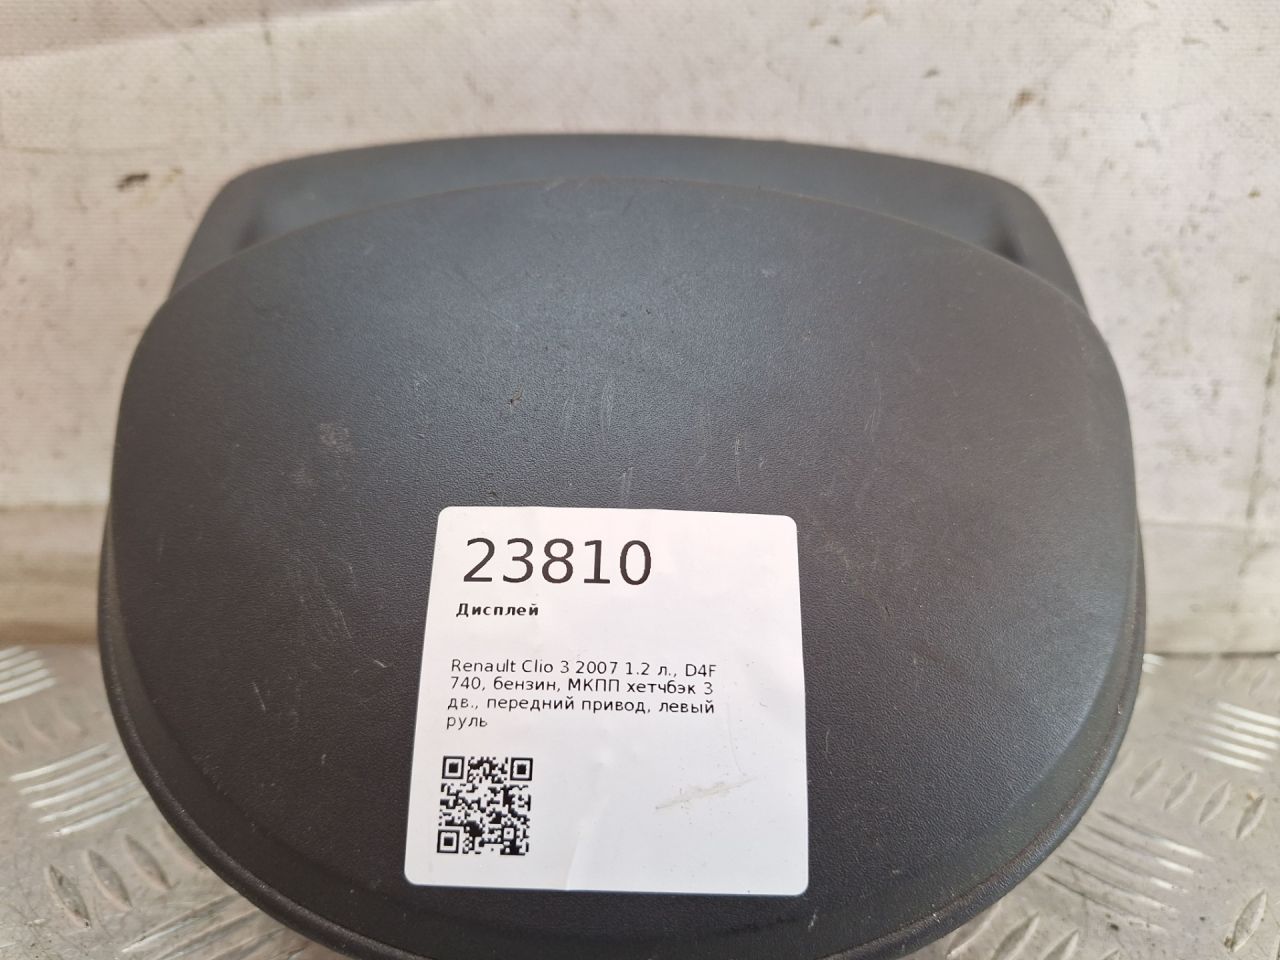 23810
Дисплей
Renault Clio 3 2007 1.2 л., D4F
740, бензин, МКПП хетчбэк 3
дв., передний привод, левый
руль